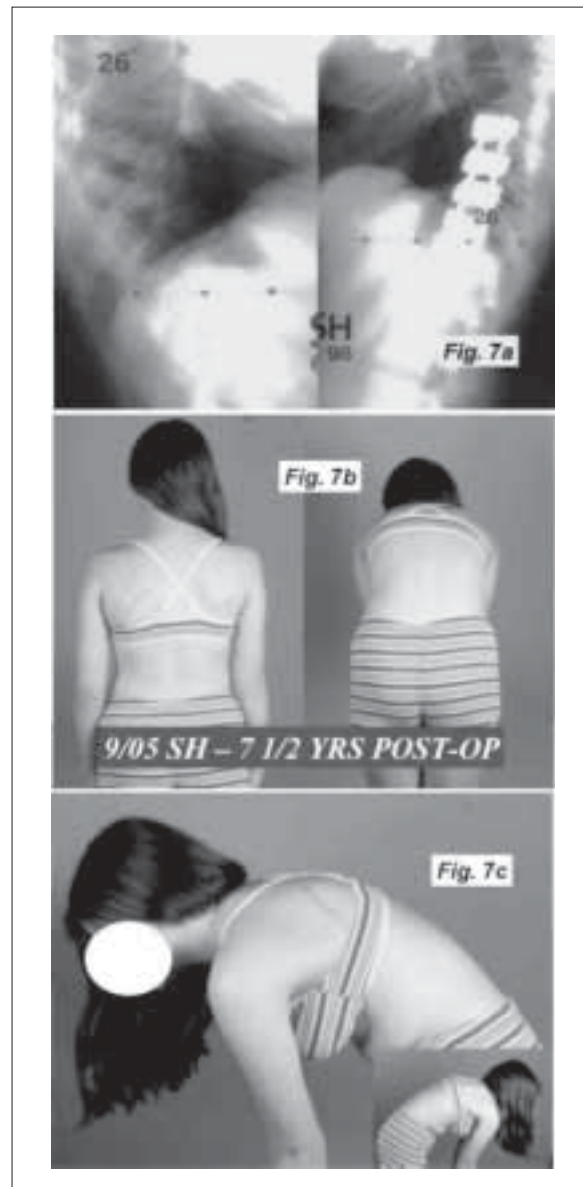 26
26
SH
98
Fig. 7a
Fig. 7b
9/05 SH – 7 1/2 YRS POST-OP
Fig. 7c